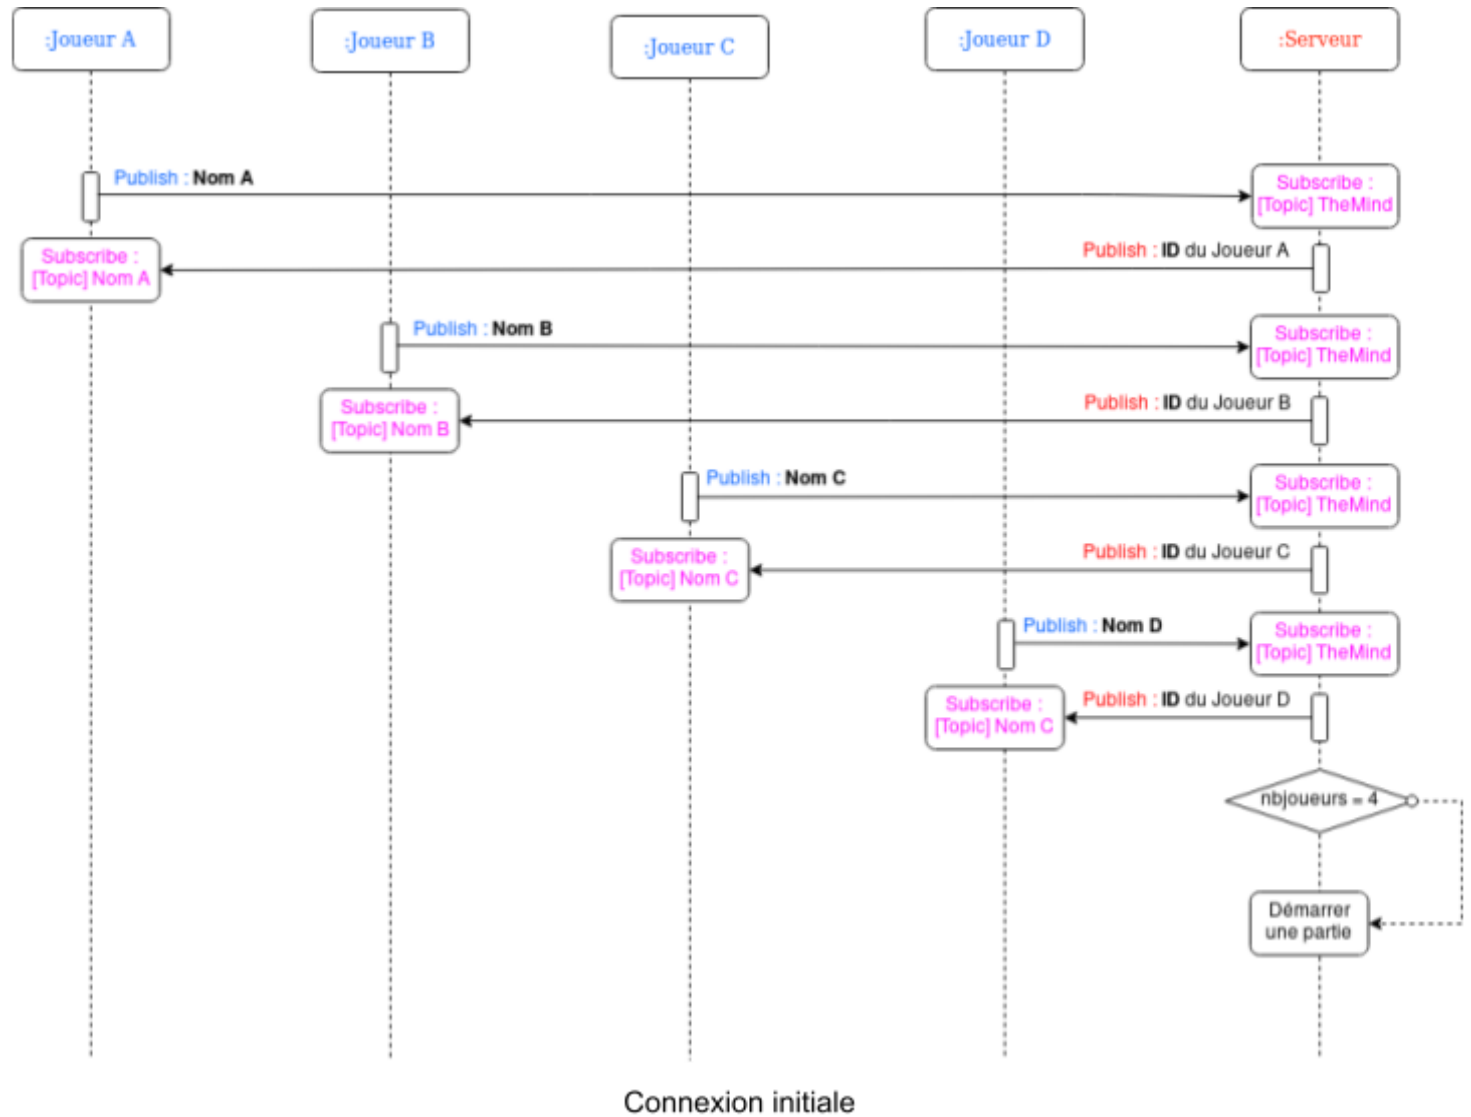 :Joueur A
:Joueur B
:Joueur C
:Joueur D
:Serveur
Publish : Nom A
Subscribe :
[Topic] TheMind
Publish : ID du Joueur A
Subscribe :
[Topic] Nom A
Publish : Nom B
Subscribe :
[Topic] TheMind
Publish : ID du Joueur B
Subscribe :
[Topic] Nom B
Publish : Nom C
Subscribe :
[Topic] TheMind
Publish : ID du Joueur C
Subscribe :
[Topic] Nom C
Publish : Nom D
Subscribe :
[Topic] TheMind
Publish : ID du Joueur D
Subscribe :
[Topic] Nom C
nbjoueurs = 4
Démarrer
une partie
Connexion initiale